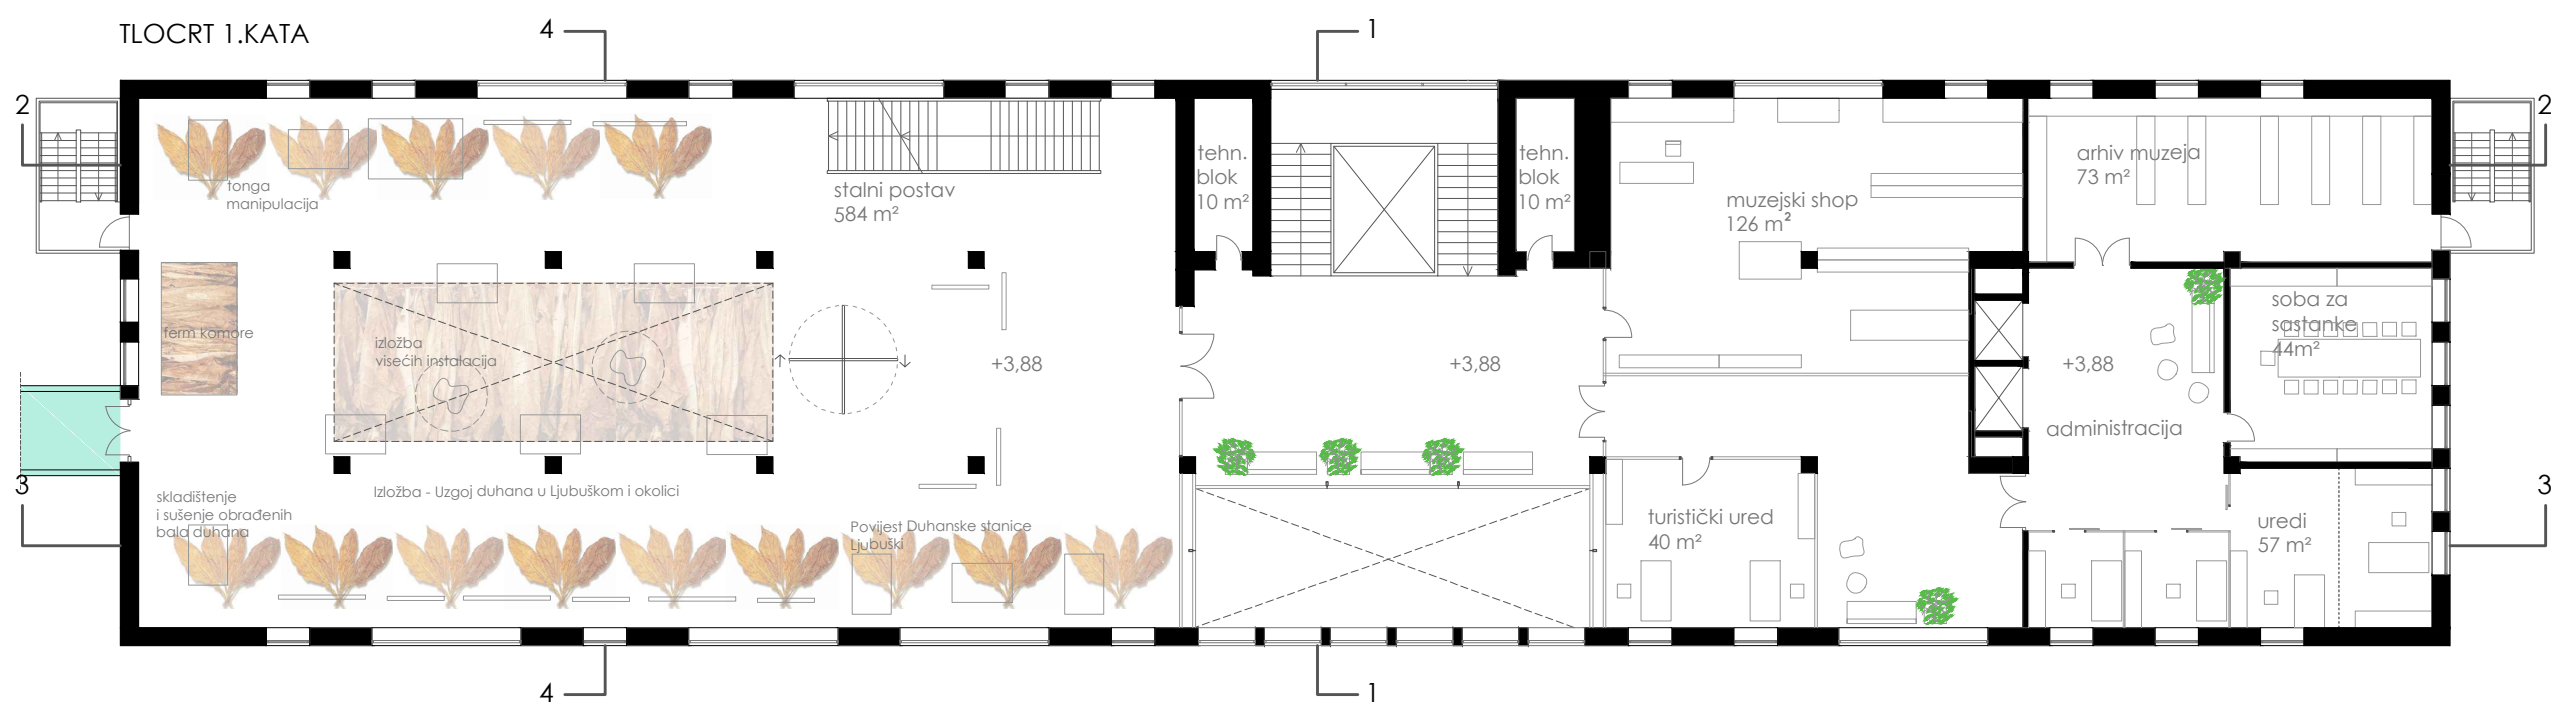 TLOCRT 1.KATA
4
1
2
2
tonga
manipulacija
stalni postav
584 m²
tehn.
blok
10 m²
tehn.
blok
10 m²
muzejski shop
126 m²
arhiv muzeja
73 m²
ferm komore
izložba
visećih instalacija
+3,88
+3,88
+3,88
soba za
sastanke
44m²
administracija
3
3
skladištenje
i sušenje obrađenih
bala duhana
Izložba - Uzgoj duhana u Ljubuškom i okolici
Povijest Duhanske stanice
Ljubuški
turistički ured
40 m²
uredi
57 m²
4
1